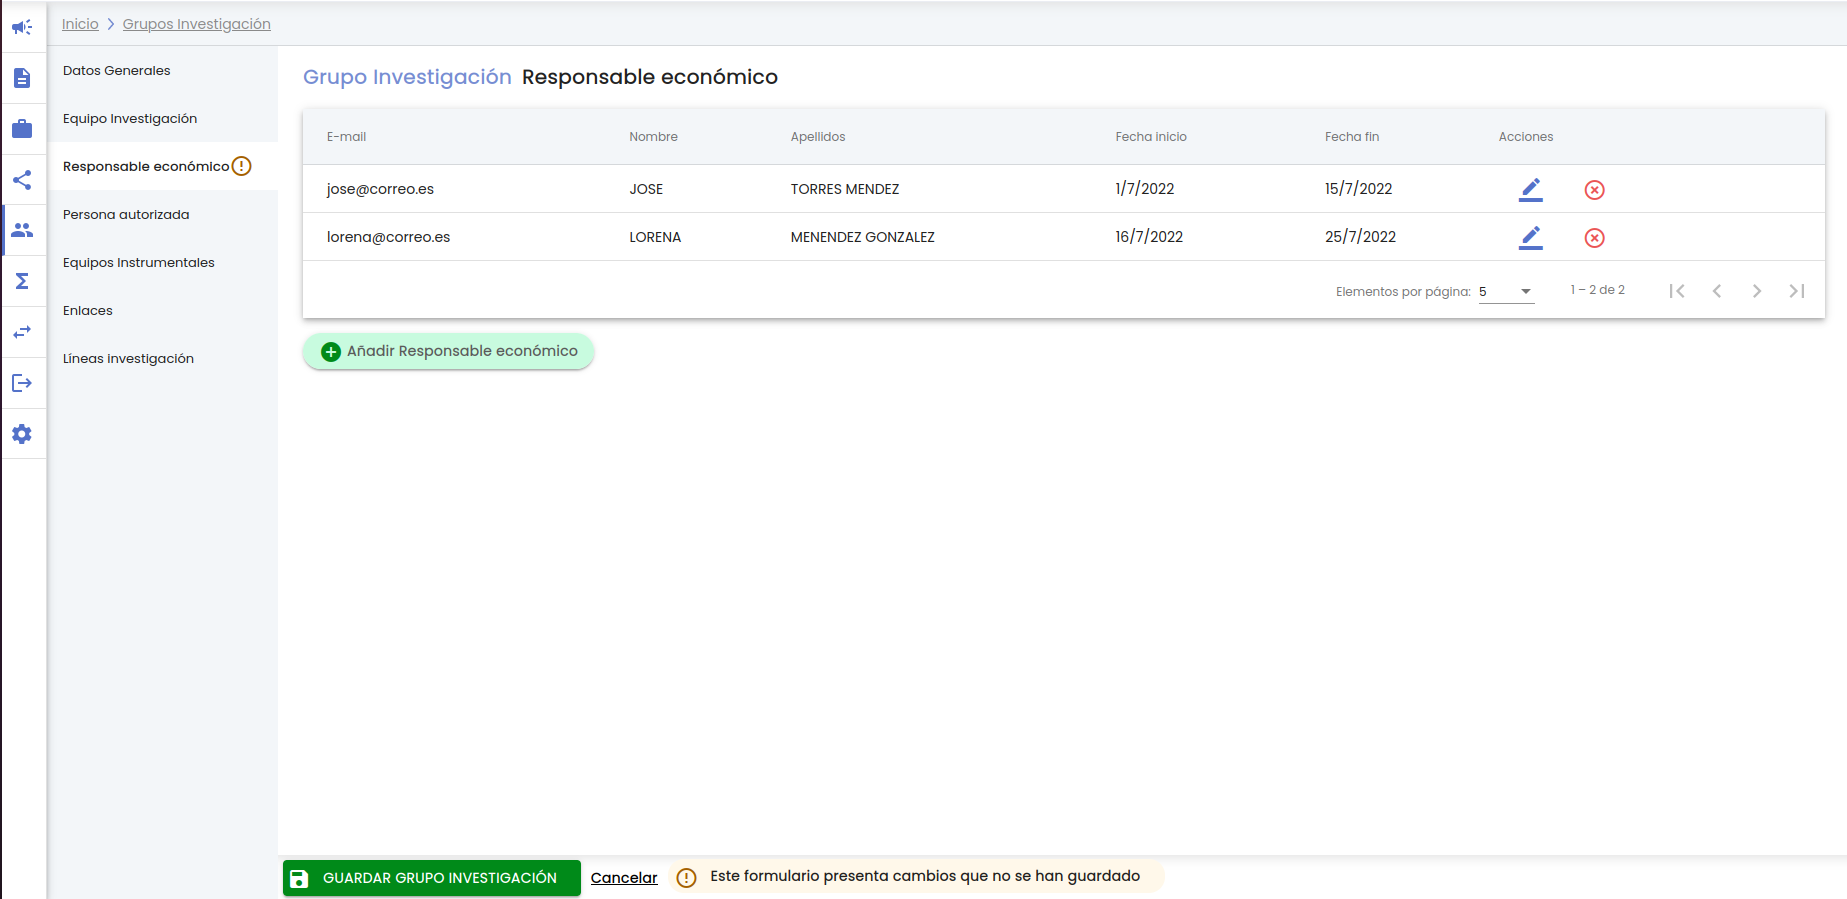 Inicio > Grupos Investigación
Datos Generales
Equipo Investigación
Responsable económico
Persona autorizada
Equipos Instrumentales
Enlaces
Líneas investigación
Grupo Investigación Responsable económico
E-mail Nombre Apellidos Fecha inicio Fecha fin Acciones
jose@correo.es JOSE TORRES MENDEZ 1/7/2022 15/7/2022
lorena@correo.es LORENA MENENDEZ GONZALEZ 16/7/2022 25/7/2022
Elementos por página: 5 1 – 2 de 2
Añadir Responsable económico
GUARDAR GRUPO INVESTIGACIÓN Cancelar Este formulario presenta cambios que no se han guardado